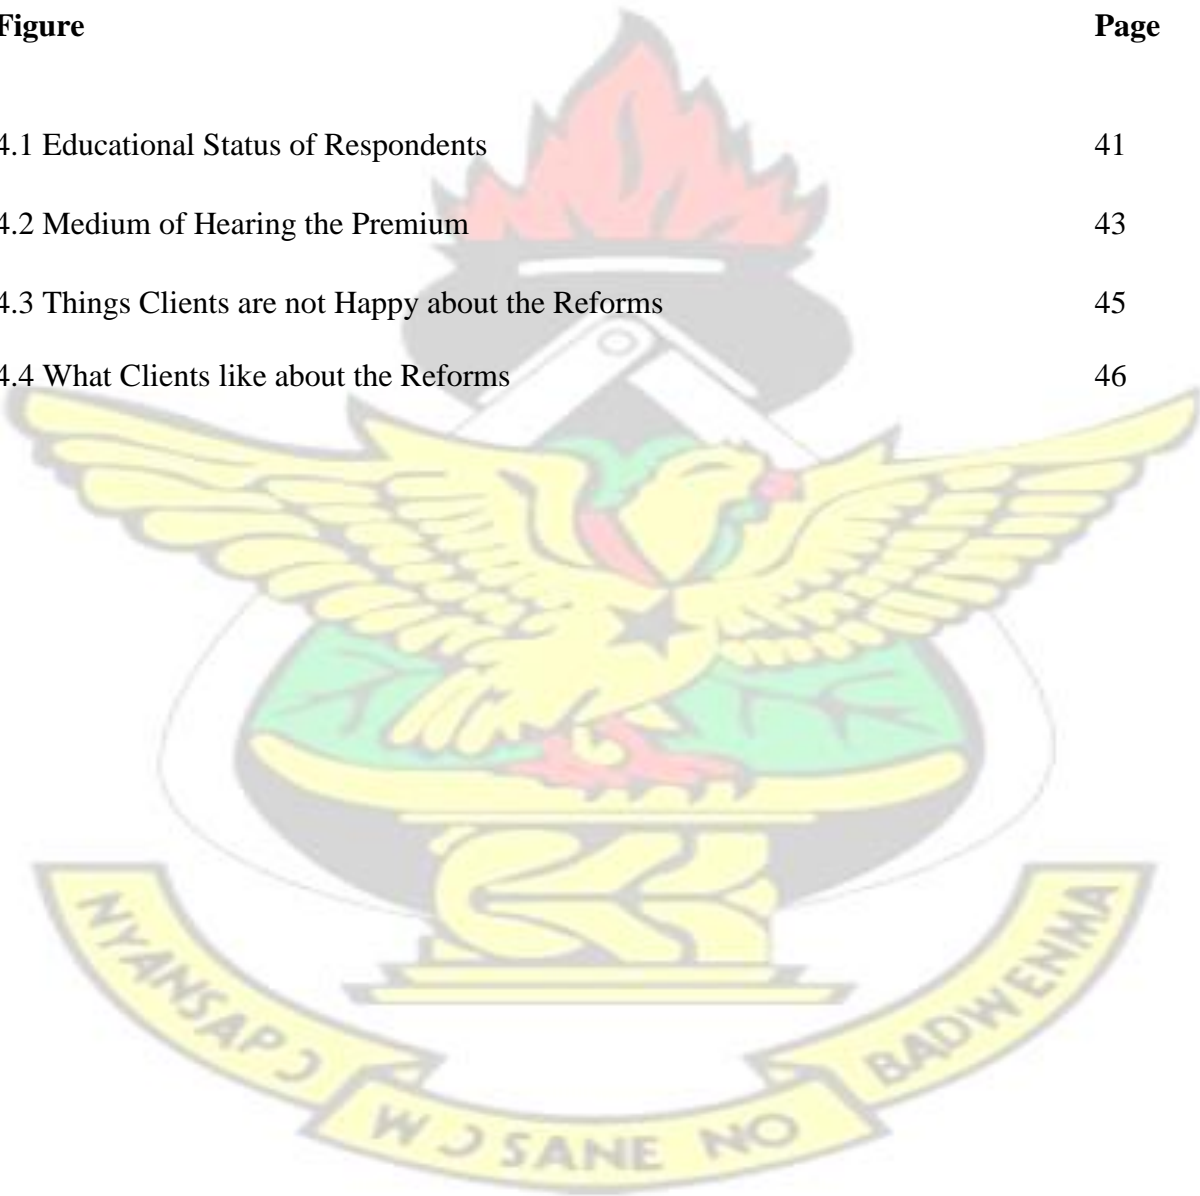 Figure Page
4.1 Educational Status of Respondents 41
4.2 Medium of Hearing the Premium 43
4.3 Things Clients are not Happy about the Reforms 45
4.4 What Clients like about the Reforms 46
NYANSAPƆ WƆSANE NO BADWENMA